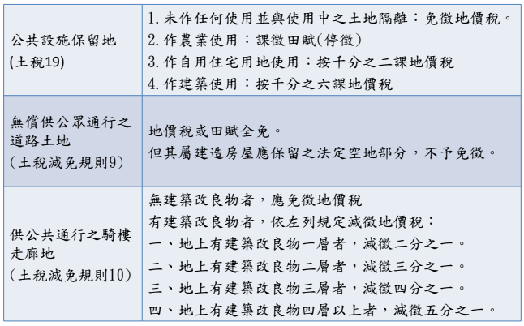 公共設施保留地
(土稅19)
1.未作任何使用並與使用中之土地隔離：免徵地價稅。
2.作農業使用：課徵田賦(停徵)
3.作自用住宅用地使用：按千分之二課地價稅
4.作建築使用：按千分之六課地價稅
無償供公眾通行之
道路土地
(土稅減免規則9)
地價稅或田賦全免。
但其屬建造房屋應保留之法定空地部分，不予免徵。
供公共通行之騎樓
走廊地
(土稅減免規則10)
無建築改良物者，應免徵地價稅
有建築改良物者，依左列規定減徵地價稅：
一、地上有建築改良物一層者，減徵二分之一。
二、地上有建築改良物二層者，減徵三分之一。
三、地上有建築改良物三層者，減徵四分之一。
四、地上有建築改良物四層以上者，減徵五分之一。